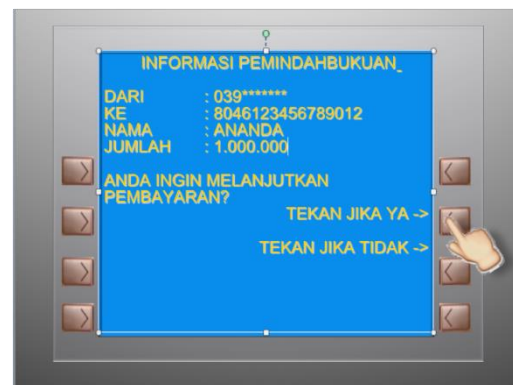 INFORMASI PEMINDAHBUKUAN_
DARI : 039*******
KE : 8046123456789012
NAMA : ANANDA
JUMLAH : 1.000.000
ANDA INGIN MELANJUTKAN
PEMBAYARAN?
TEKAN JIKA YA ->
TEKAN JIKA TIDAK ->